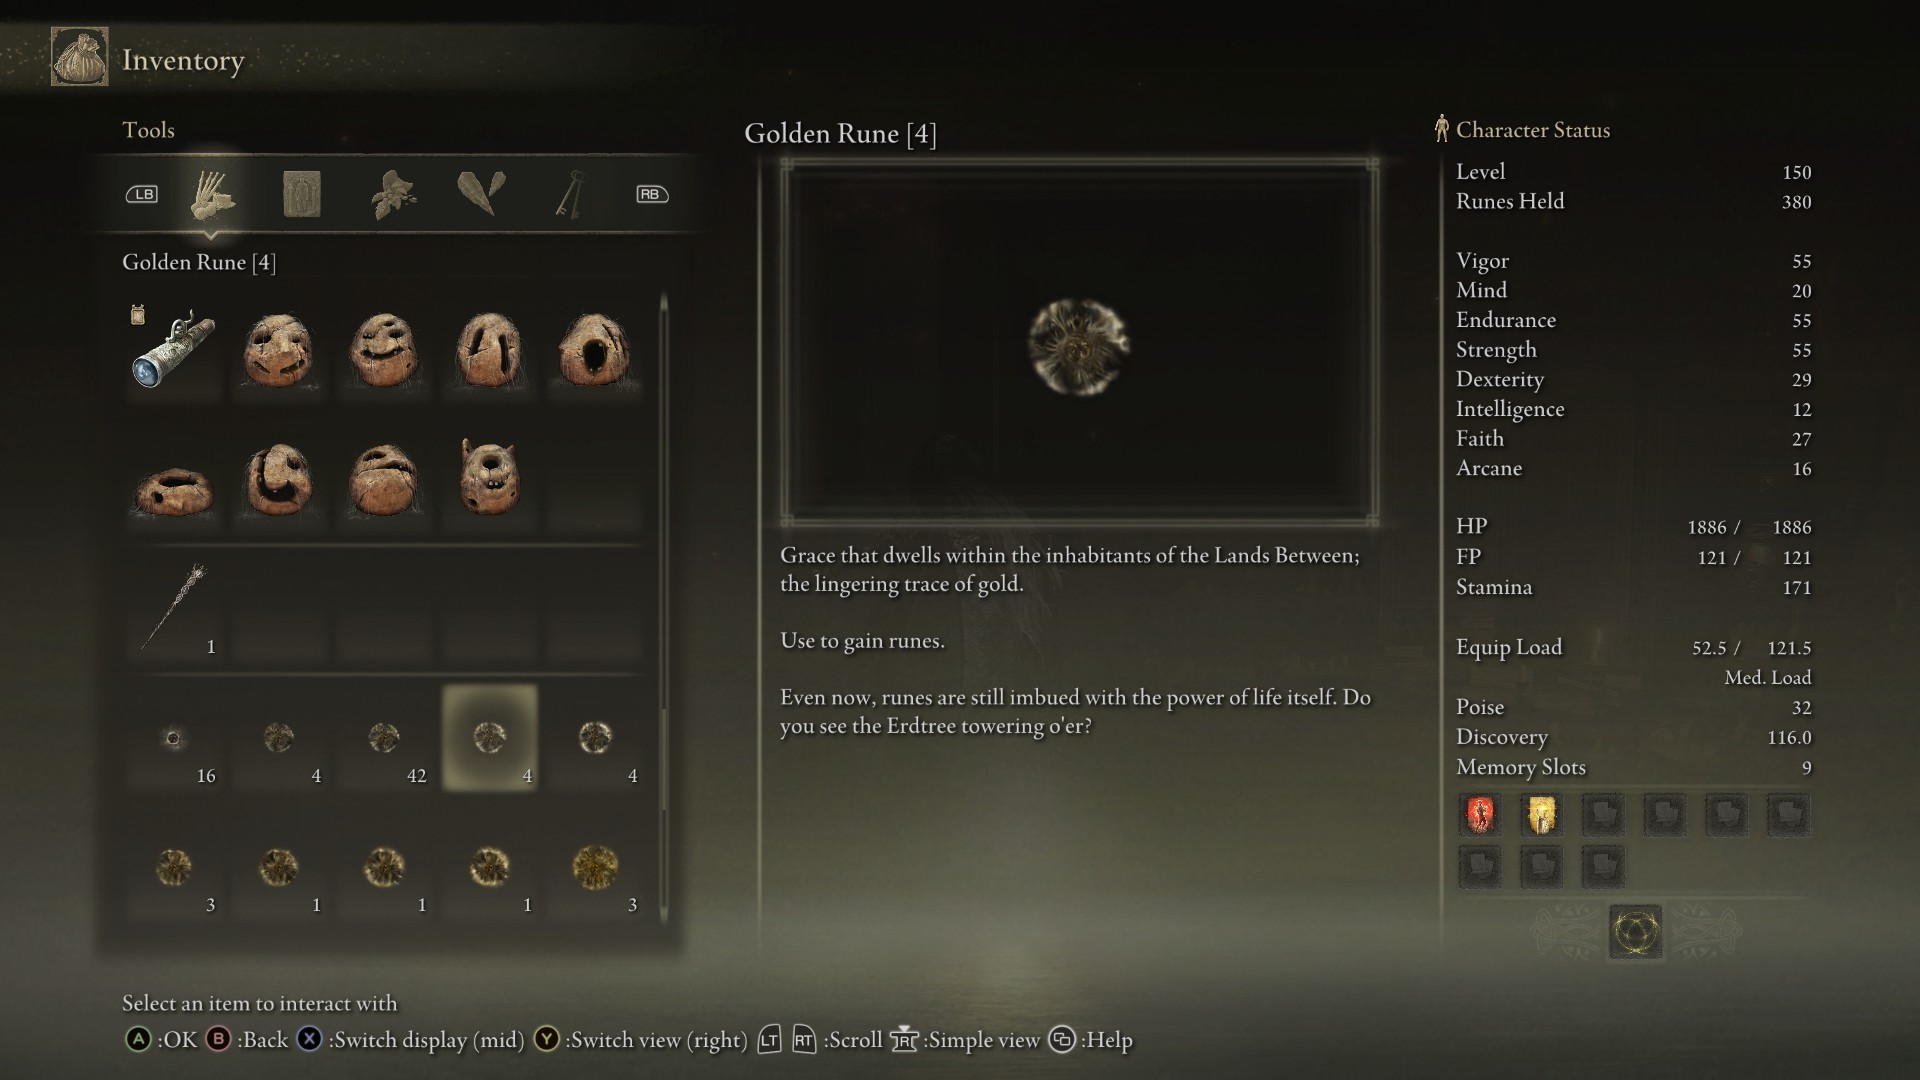 Inventory
Tools
LB
RB
Golden Rune [4]
1
16
4
42
4
4
3
1
1
1
3
Golden Rune [4]
Grace that dwells within the inhabitants of the Lands Between;
the lingering trace of gold.
Use to gain runes.
Even now, runes are still imbued with the power of life itself. Do
you see the Erdtree towering o'er?
Character Status
Level 150
Runes Held 380
Vigor 55
Mind 20
Endurance 55
Strength 55
Dexterity 29
Intelligence 12
Faith 27
Arcane 16
HP 1886 / 1886
FP 121 / 121
Stamina 171
Equip Load 52.5 / 121.5
Med. Load
Poise 32
Discovery 116.0
Memory Slots 9
Select an item to interact with
A :OK B :Back X :Switch display (mid) Y :Switch view (right) LT RT :Scroll R :Simple view :Help